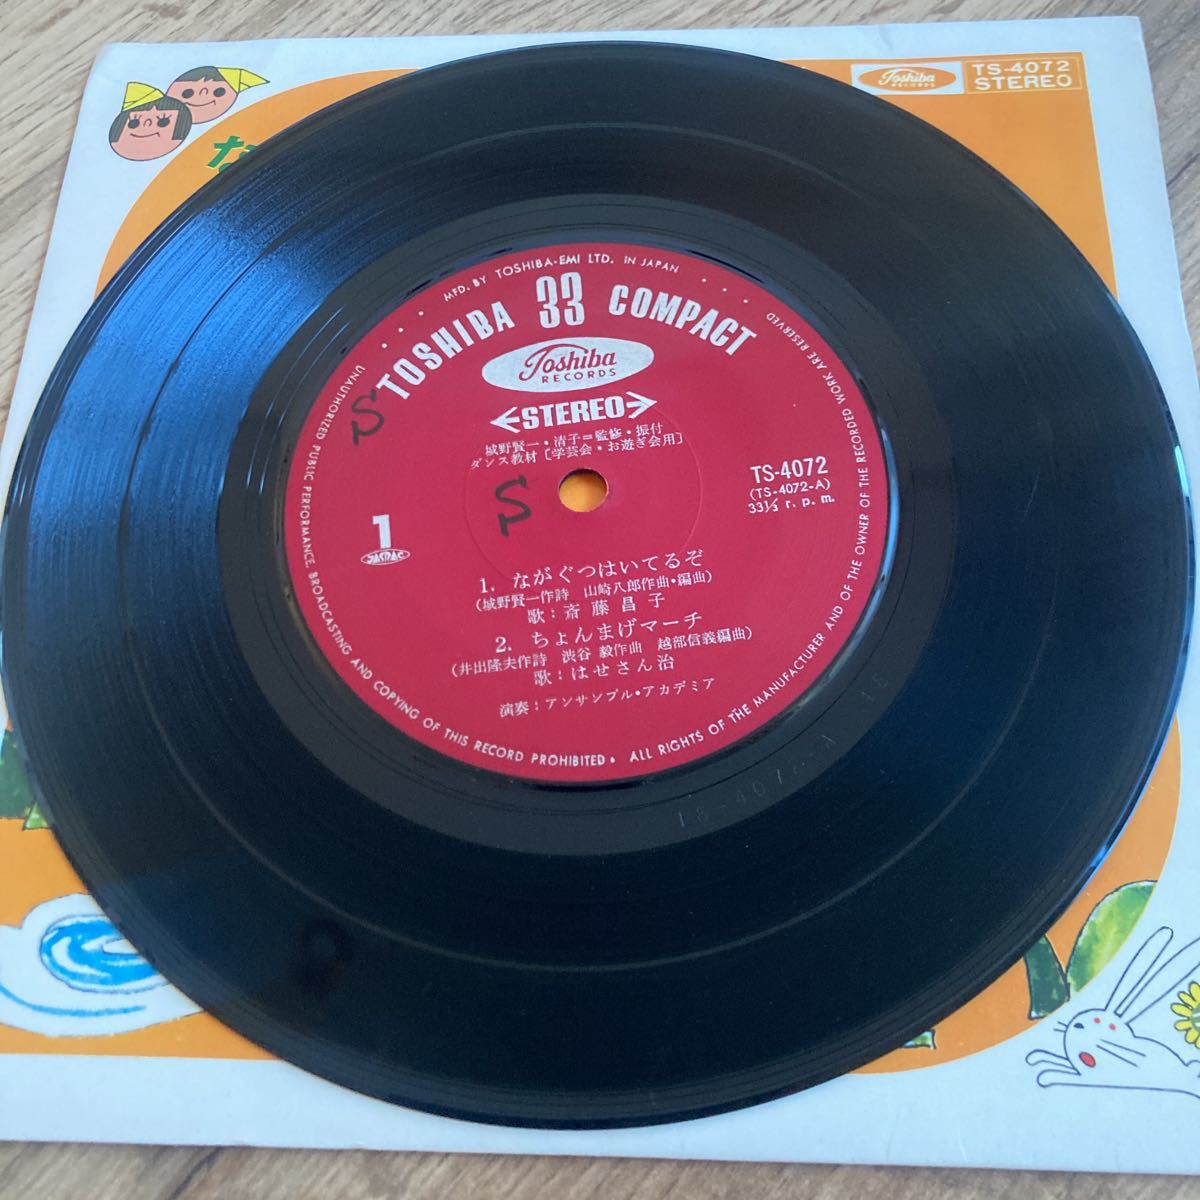 Toshiba
RECORDS
TS-4072
STEREO
な
MFD. BY TOSHIBA-EMI LTD. IN JAPAN
TOSHIBA 33 COMPACT
Toshiba
RECORDS
STEREO
S
城野賢一・清子=監修・振付
ダンス教材[学芸会・お遊ぎ会用]
S
TS-4072
(TS-4072-A)
33⅓ r. p. m.
1
JASRAC
1. ながぐつはいてるぞ
(城野賢一作詩 山崎八郎作曲・編曲)
歌: 斎藤昌子
2. ちょんまげマーチ
(井出隆夫作詩 渋谷 毅作曲 越部信義編曲)
歌: はせさん治
演奏: アンサンブル・アカデミア
UNAUTHORIZED PUBLIC PERFORMANCE, BROADCASTING AND COPYING OF THIS RECORD PROHIBITED. ALL RIGHTS OF THE MANUFACTURER AND OF THE OWNER OF THE RECORDED WORK ARE RESERVED